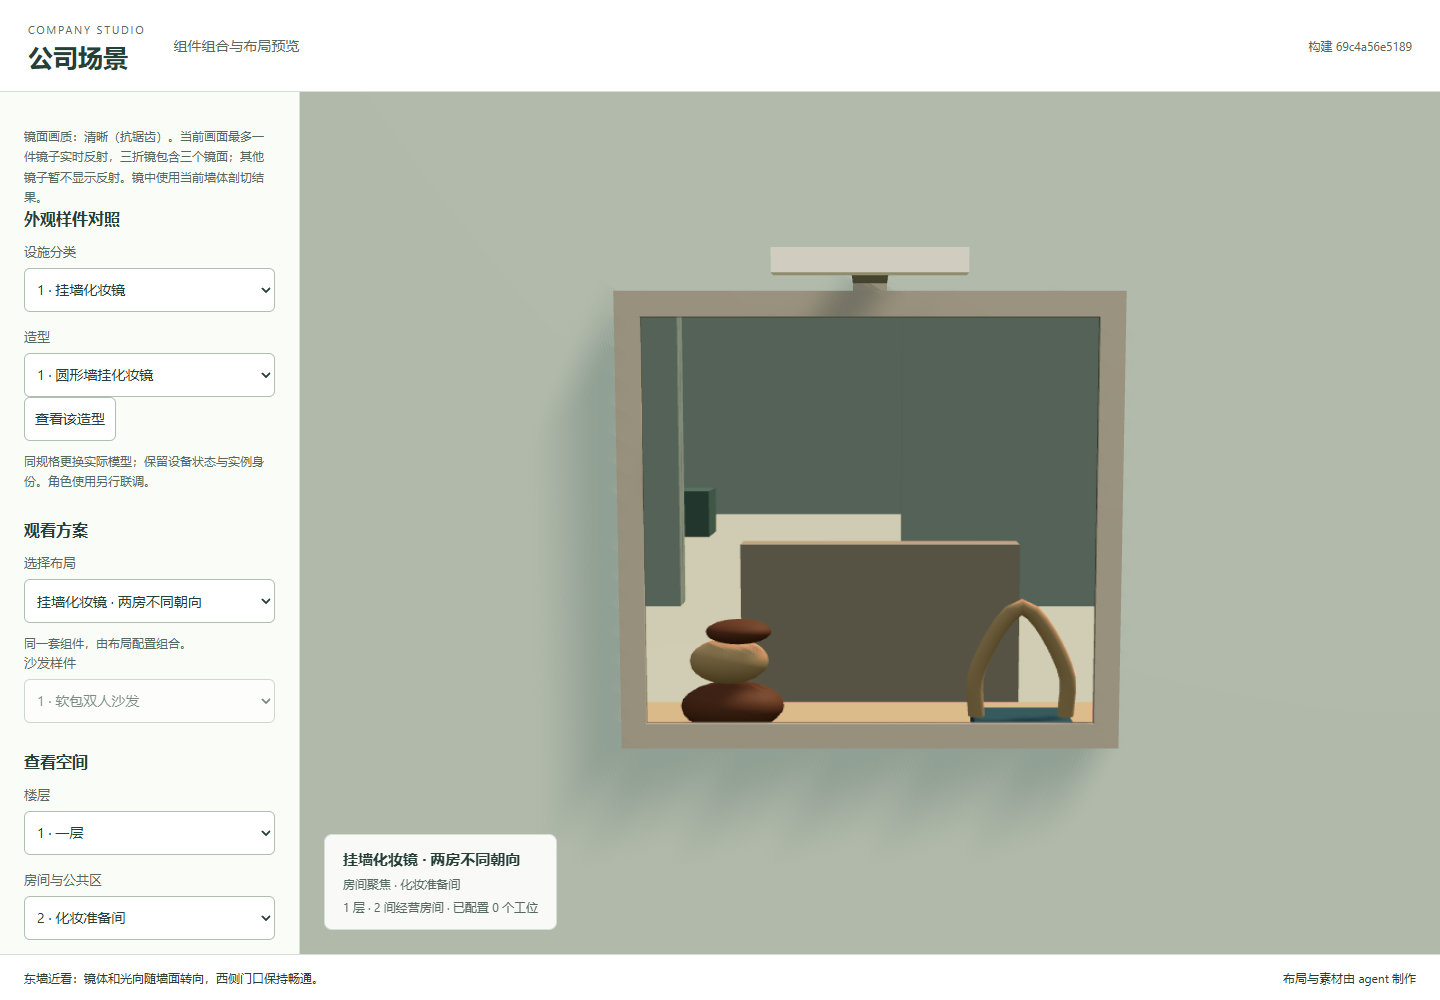 COMPANY STUDIO
公司场景
组件组合与布局预览
构建 69c4a56e5189
镜面画质：清晰（抗锯齿）。当前画面最多一
件镜子实时反射，三折镜包含三个镜面；其他
镜子暂不显示反射。镜中使用当前墙体剖切结
果。
外观样件对照
设施分类
1 · 挂墙化妆镜
造型
1 · 圆形墙挂化妆镜
查看该造型
同规格更换实际模型；保留设备状态与实例身
份。角色使用另行联调。
观看方案
选择布局
挂墙化妆镜 · 两房不同朝向
同一套组件，由布局配置组合。
沙发样件
1 · 软包双人沙发
查看空间
楼层
1 · 一层
房间与公共区
2 · 化妆准备间
挂墙化妆镜 · 两房不同朝向
房间聚焦 · 化妆准备间
1 层 · 2 间经营房间 · 已配置 0 个工位
东墙近看：镜体和光向随墙面转向，西侧门口保持畅通。
布局与素材由 agent 制作